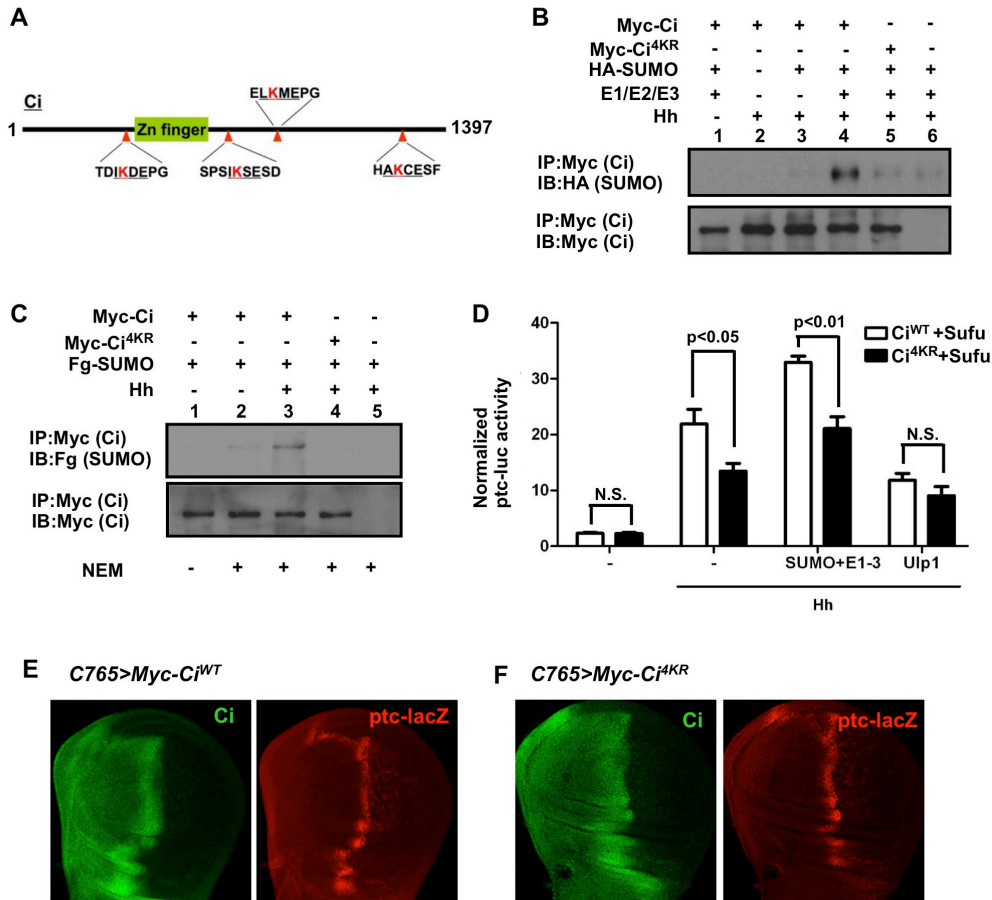 A
Ci
1
Zn finger
1397
ELKMEPG
TDIKDEPG
SPSIKSESD
HAKCESF
B
Myc-Ci + + + + - -
Myc-Ci4KR - - - - + -
HA-SUMO + - + + + +
E1/E2/E3 + - - + + +
Hh - + + + + +
1 2 3 4 5 6
IP:Myc (Ci)
IB:HA (SUMO)
IP:Myc (Ci)
IB:Myc (Ci)
C
Myc-Ci + + + - -
Myc-Ci4KR - - - + -
Fg-SUMO + + + + +
Hh - - + + +
1 2 3 4 5
IP:Myc (Ci)
IB:Fg (SUMO)
IP:Myc (Ci)
IB:Myc (Ci)
NEM - + + + +
D
Normalized
ptc-luc activity
40
30
20
10
0
N.S.
p<0.05
p<0.01
N.S.
CiWT+Sufu
Ci4KR+Sufu
- - SUMO+E1-3 Ulp1
Hh
E
C765>Myc-CiWT
Ci
ptc-lacZ
F
C765>Myc-Ci4KR
Ci
ptc-lacZ